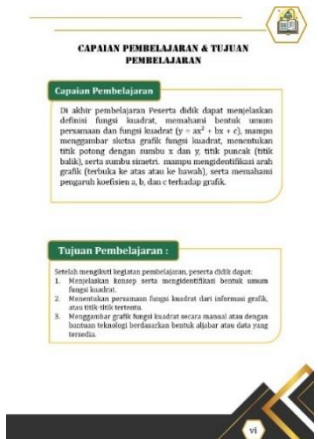 CAPAIAN PEMBELAJARAN & TUJUAN
PEMBELAJARAN
Capaian Pembelajaran
Di akhir pembelajaran Peserta didik dapat menjelaskan
definisi fungsi kuadrat, memahami bentuk umum
persamaan dan fungsi kuadrat (y = ax² + bx + c), mampu
menggambar sketsa grafik fungsi kuadrat, menentukan
titik potong dengan sumbu x dan y, titik puncak (titik
balik), serta sumbu simetri. mampu mengidentifikasi arah
grafik (terbuka ke atas atau ke bawah), serta memahami
pengaruh koefisien a, b, dan c terhadap grafik.
Tujuan Pembelajaran :
Setelah mengikuti kegiatan pembelajaran, peserta didik dapat:
1. Menjelaskan konsep serta mengidentifikasi bentuk umum
fungsi kuadrat.
2. Menentukan persamaan fungsi kuadrat dari informasi grafik,
atau titik-titik tertentu.
3. Menggambar grafik fungsi kuadrat secara manual atau dengan
bantuan teknologi berdasarkan bentuk aljabar atau data yang
tersedia.
vi